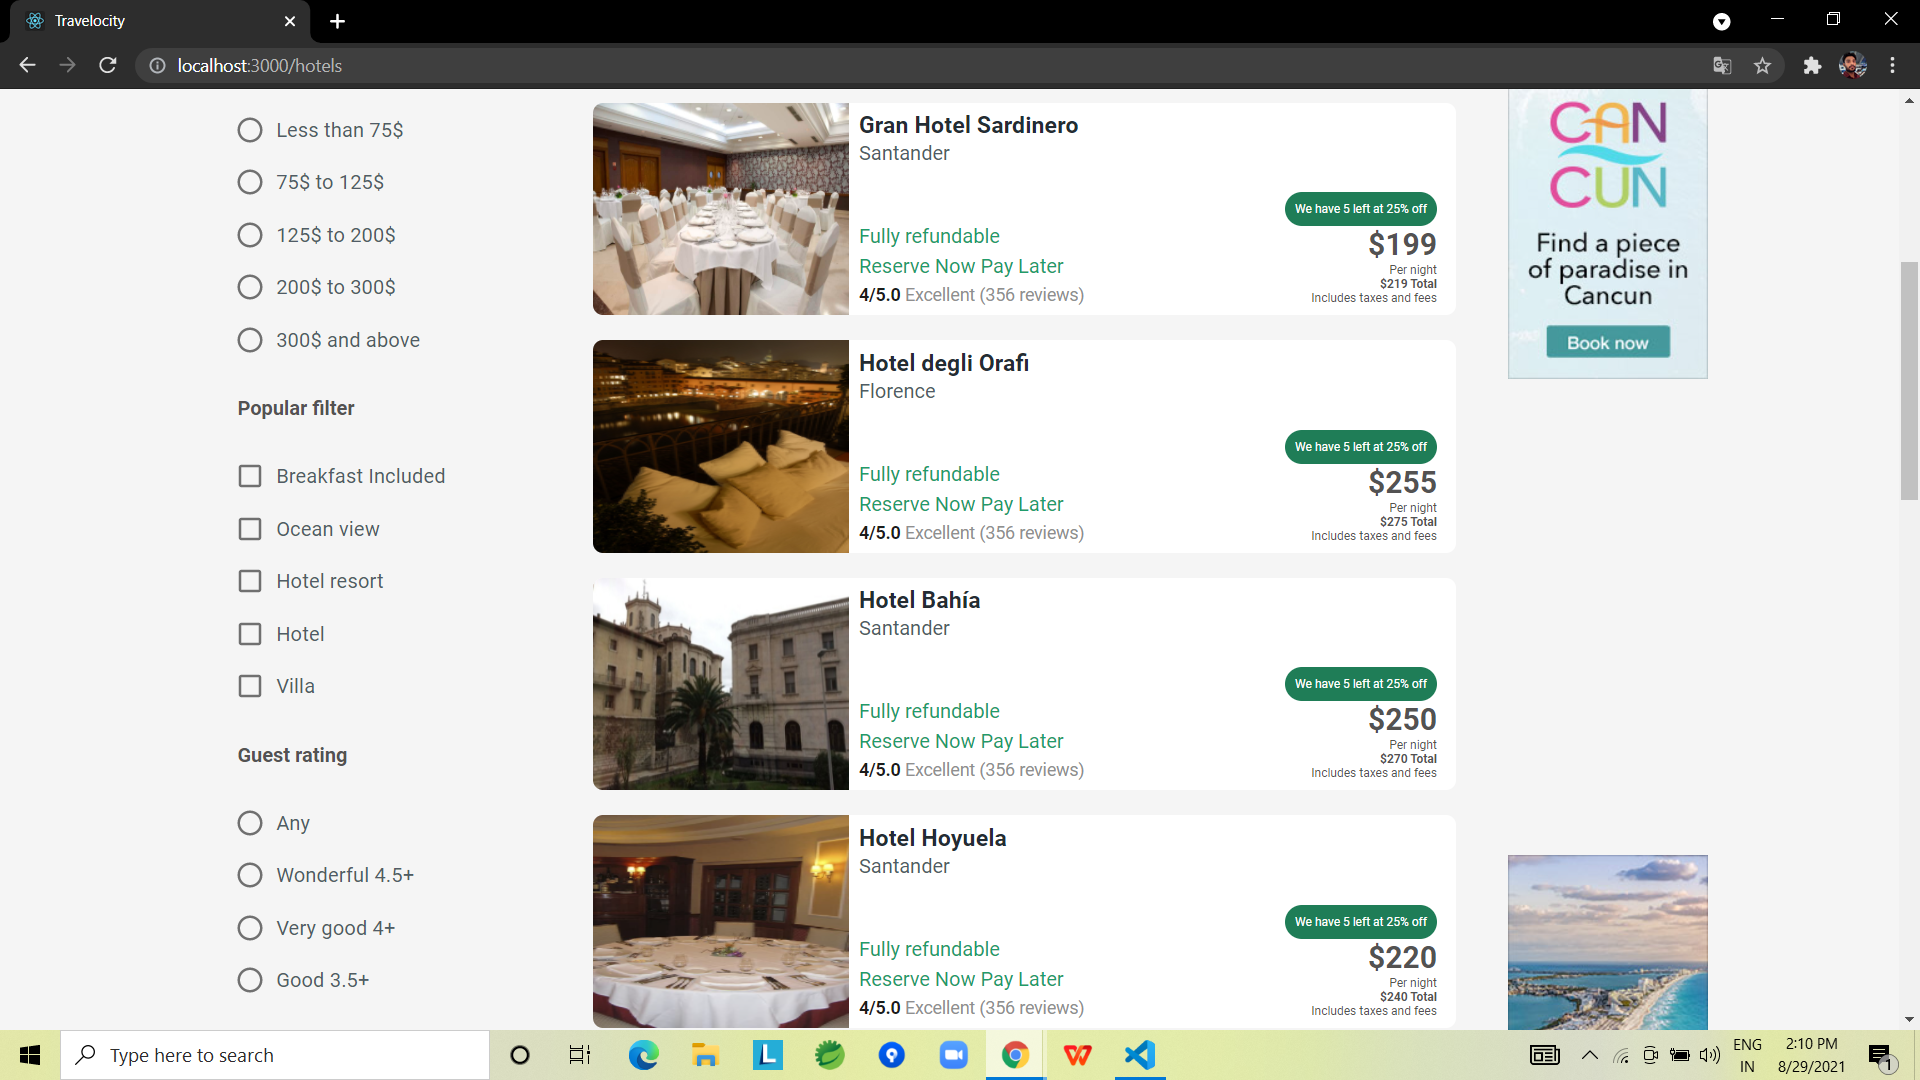 Travelocity
localhost:3000/hotels
Less than 75$
75$ to 125$
125$ to 200$
200$ to 300$
300$ and above
Popular filter
Breakfast Included
Ocean view
Hotel resort
Hotel
Villa
Guest rating
Any
Wonderful 4.5+
Very good 4+
Good 3.5+
Gran Hotel Sardinero
Santander
We have 5 left at 25% off
Fully refundable
$199
Reserve Now Pay Later
Per night
$219 Total
4/5.0 Excellent (356 reviews)
Includes taxes and fees
Hotel degli Orafi
Florence
We have 5 left at 25% off
Fully refundable
$255
Reserve Now Pay Later
Per night
$275 Total
4/5.0 Excellent (356 reviews)
Includes taxes and fees
Hotel Bahía
Santander
We have 5 left at 25% off
Fully refundable
$250
Reserve Now Pay Later
Per night
$270 Total
4/5.0 Excellent (356 reviews)
Includes taxes and fees
Hotel Hoyuela
Santander
We have 5 left at 25% off
Fully refundable
$220
Reserve Now Pay Later
Per night
$240 Total
4/5.0 Excellent (356 reviews)
Includes taxes and fees
CAN
CUN
Find a piece
of paradise in
Cancun
Book now
Type here to search
L
W
ENG
IN
2:10 PM
8/29/2021
1